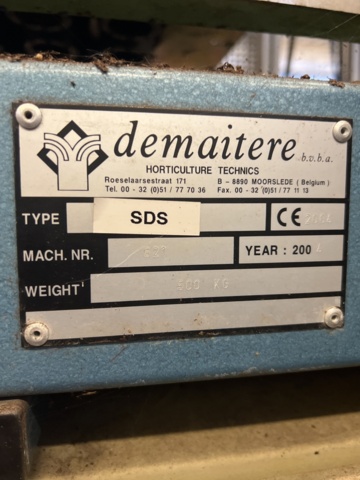 demaitere b.v.b.a.
HORTICULTURE TECHNICS
Roeselaarsestraat 171 B - 8890 MOORSLEDE ( Belgium )
Tel. 00 - 32 (0)51 / 77 70 36 Fax. 00 - 32 (0)51 / 77 11 13
TYPE SDS CE
MACH. NR. YEAR : 200
WEIGHT 300 KG